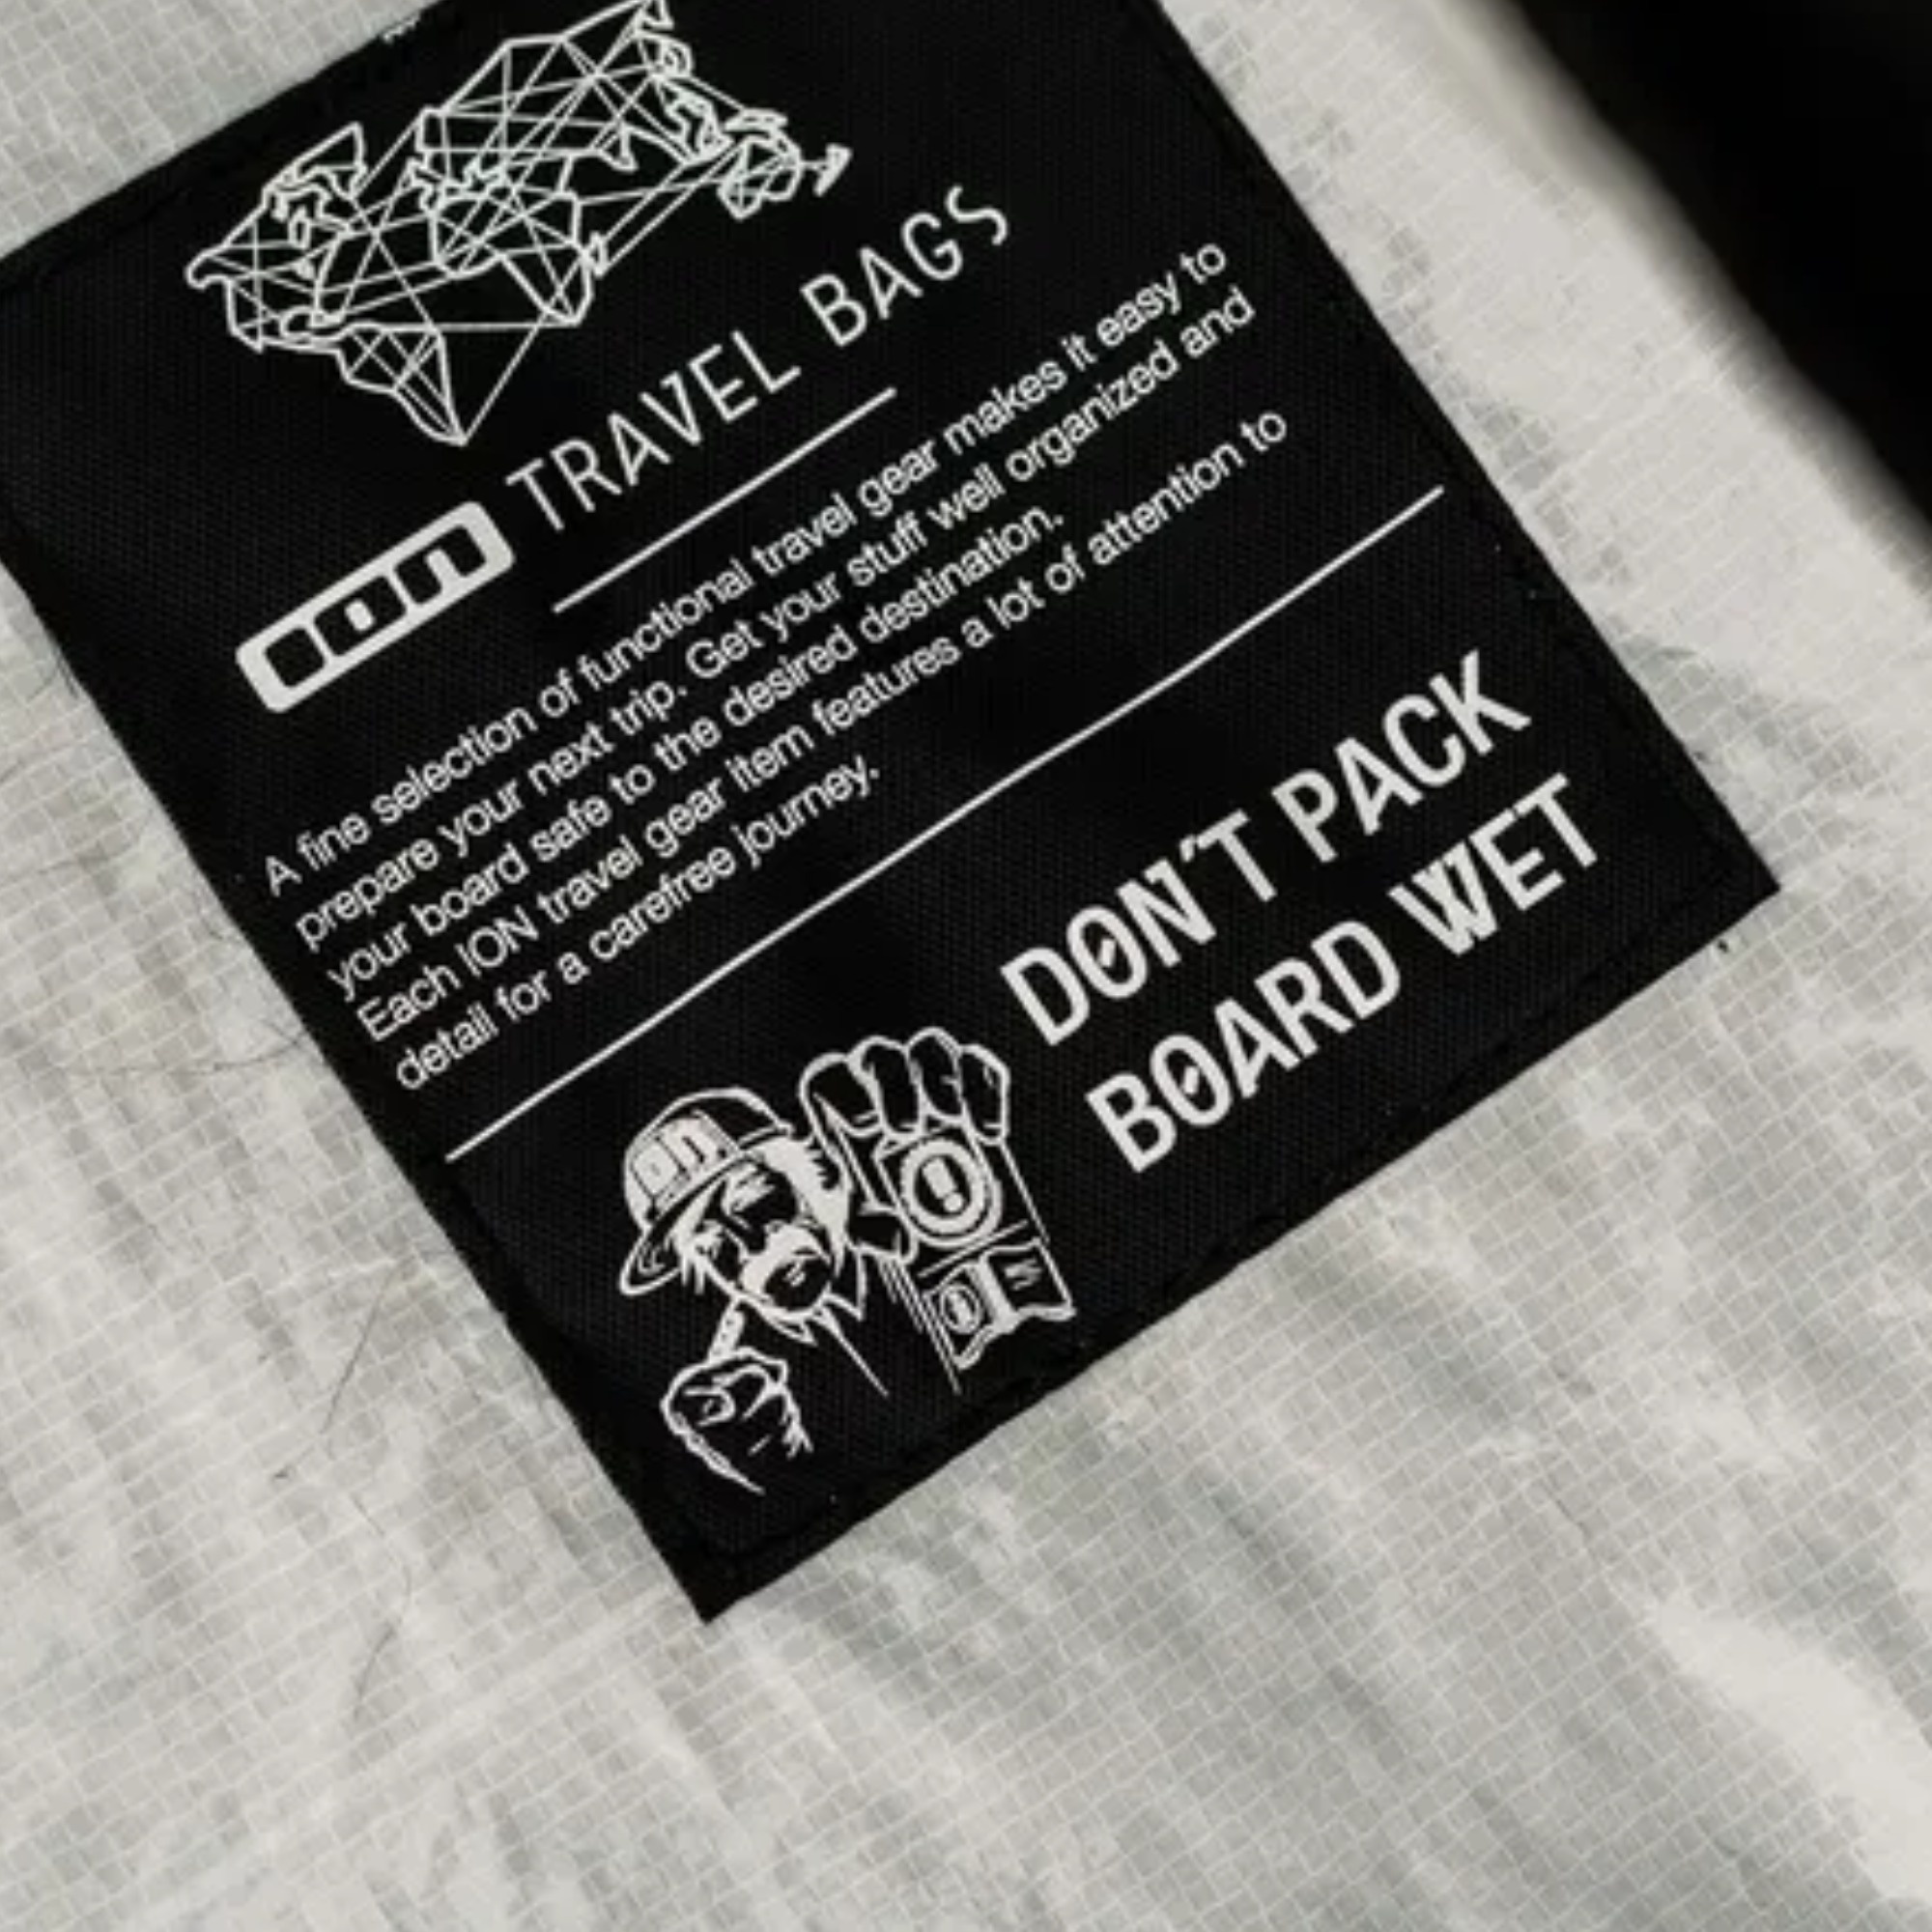 ion TRAVEL BAGS
A fine selection of functional travel gear makes it easy to
prepare your next trip. Get your stuff well organized and
your board safe to the desired destination.
Each ION travel gear item features a lot of attention to
detail for a carefree journey.
DON'T PACK
BOARD WET
ion